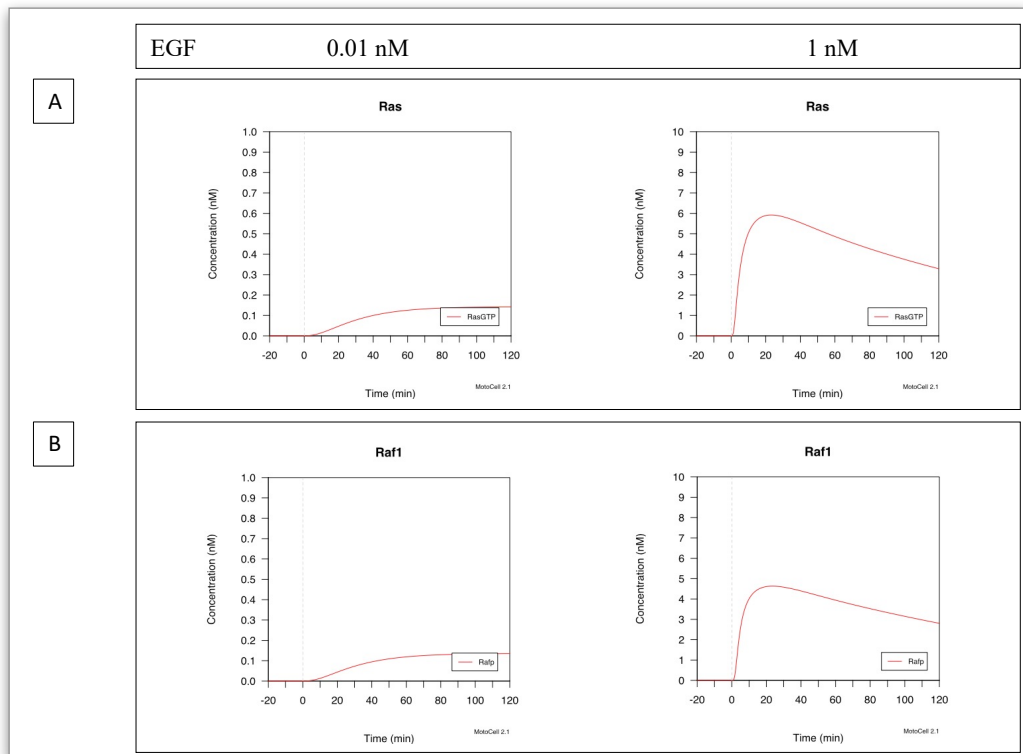 EGF 0.01 nM 1 nM
A
Ras Ras
1.0
0.9
0.8
0.7
0.6
0.5
0.4
0.3
0.2
0.1
0.0
Concentration (nM)
RasGTP
-20 0 20 40 60 80 100 120
Time (min)
MotoCell 2.1
10
9
8
7
6
5
4
3
2
1
0
Concentration (nM)
RasGTP
-20 0 20 40 60 80 100 120
Time (min)
MotoCell 2.1
B
Raf1 Raf1
1.0
0.9
0.8
0.7
0.6
0.5
0.4
0.3
0.2
0.1
0.0
Concentration (nM)
Rafp
-20 0 20 40 60 80 100 120
Time (min)
MotoCell 2.1
10
9
8
7
6
5
4
3
2
1
0
Concentration (nM)
Rafp
-20 0 20 40 60 80 100 120
Time (min)
MotoCell 2.1